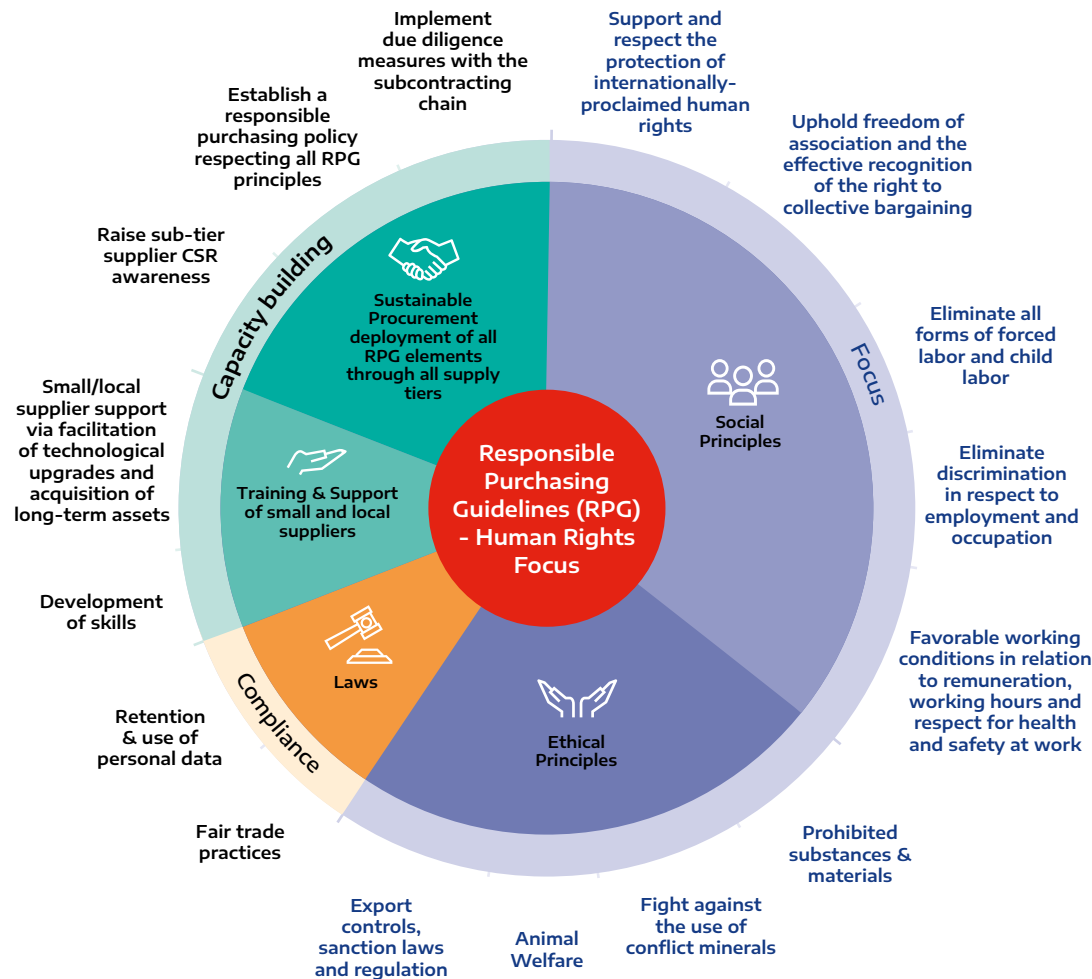 Implement
due diligence
measures with the
subcontracting
chain
Support and
respect the
protection of
internationally-
proclaimed human
rights
Establish a
responsible
purchasing policy
respecting all RPG
principles
Uphold freedom of
association and the
effective recognition
of the right to
collective bargaining
Raise sub-tier
supplier CSR
awareness
Capacity building
Sustainable
Procurement
deployment of all
RPG elements
through all supply
tiers
Focus
Eliminate all
forms of forced
labor and child
labor
Social
Principles
Small/local
supplier support
via facilitation
of technological
upgrades and
acquisition of
long-term assets
Training & Support
of small and local
suppliers
Responsible
Purchasing
Guidelines (RPG)
- Human Rights
Focus
Eliminate
discrimination
in respect to
employment and
occupation
Development
of skills
Laws
Favorable working
conditions in relation
to remuneration,
working hours and
respect for health
and safety at work
Compliance
Retention
& use of
personal data
Ethical
Principles
Fair trade
practices
Prohibited
substances &
materials
Export
controls,
sanction laws
and regulation
Animal
Welfare
Fight against
the use of
conflict minerals